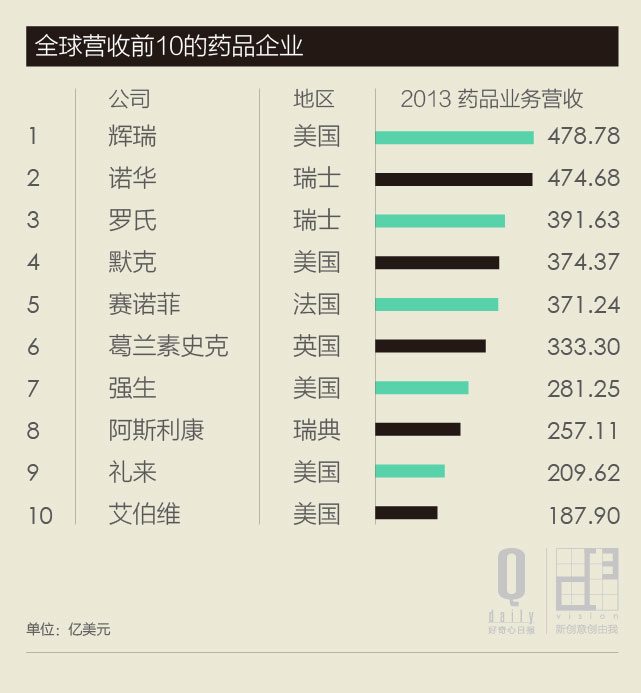 全球营收前10的药品企业
公司 地区 2013 药品业务营收
1 辉瑞 美国 478.78
2 诺华 瑞士 474.68
3 罗氏 瑞士 391.63
4 默克 美国 374.37
5 赛诺菲 法国 371.24
6 葛兰素史克 英国 333.30
7 强生 美国 281.25
8 阿斯利康 瑞典 257.11
9 礼来 美国 209.62
10 艾伯维 美国 187.90
Q
daily
好奇心日报
vision
新创意创由我
单位：亿美元